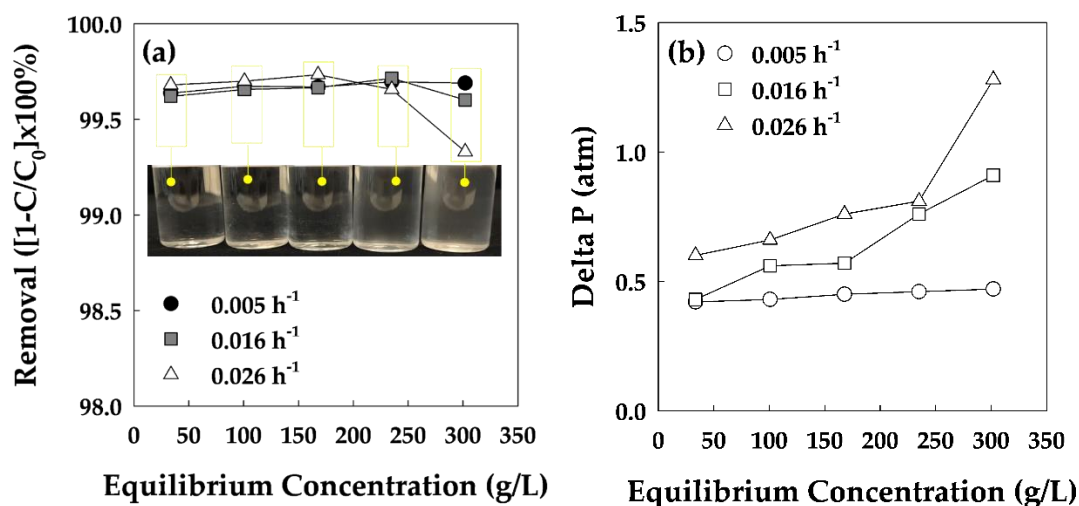 (a)
Removal ([1-C/C₀]x100%)
100.0
99.5
99.0
98.5
98.0
0.005 h⁻¹
0.016 h⁻¹
0.026 h⁻¹
0 50 100 150 200 250 300 350
Equilibrium Concentration (g/L)
(b)
Delta P (atm)
1.5
1.0
0.5
0.0
0.005 h⁻¹
0.016 h⁻¹
0.026 h⁻¹
0 50 100 150 200 250 300 350
Equilibrium Concentration (g/L)